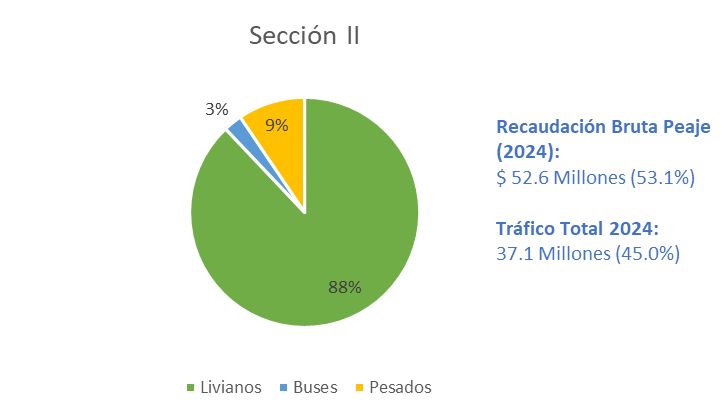 Sección II
3%
9%
88%
Recaudación Bruta Peaje
(2024):
$ 52.6 Millones (53.1%)
Tráfico Total 2024:
37.1 Millones (45.0%)
Livianos Buses Pesados